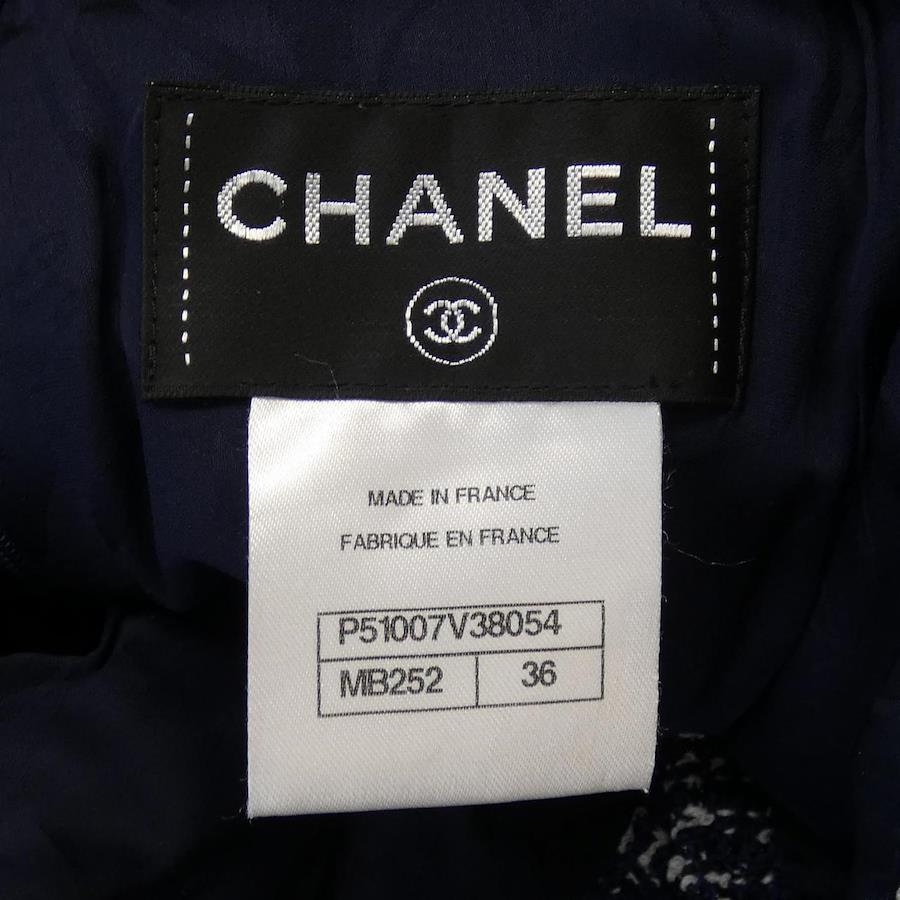 CHANEL
MADE IN FRANCE
FABRIQUE EN FRANCE
P51007V38054
MB252 36